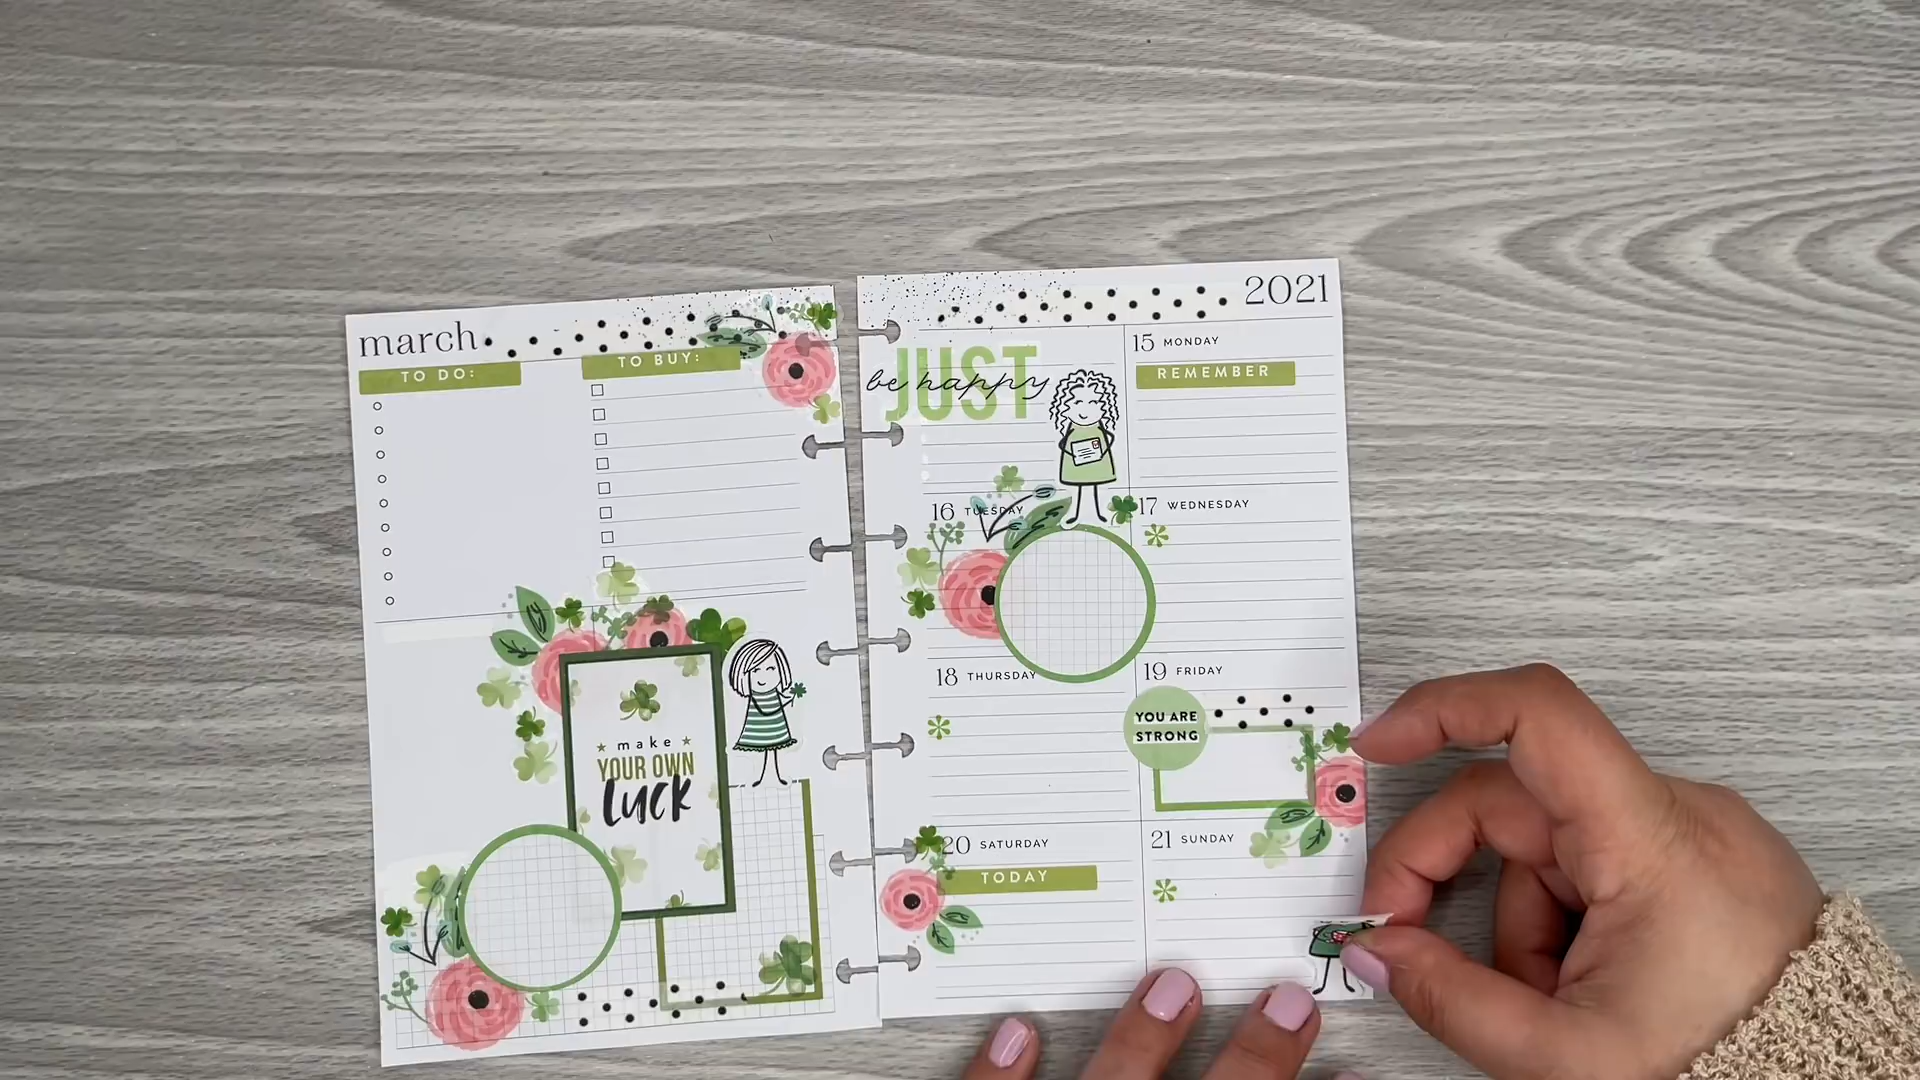 march
TO DO:
TO BUY:
make
YOUR OWN
Luck
2021
JUST
be happy
15 MONDAY
REMEMBER
16 TUESDAY
17 WEDNESDAY
18 THURSDAY
19 FRIDAY
YOU ARE
STRONG
20 SATURDAY
TODAY
21 SUNDAY